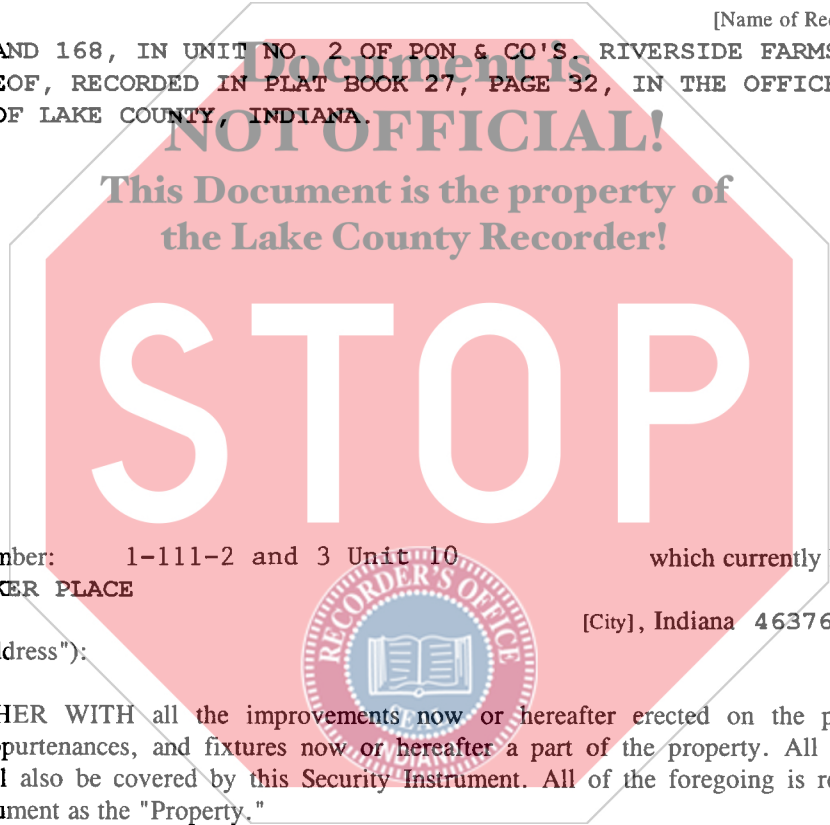 [Name of Rec
AND 168, IN UNIT NO. 2 OF PON & CO'S. RIVERSIDE FARMS
EOF, RECORDED IN PLAT BOOK 27, PAGE 32, IN THE OFFICE
OF LAKE COUNTY, INDIANA.
Document is
NOT OFFICIAL!
This Document is the property of
the Lake County Recorder!
STOP
mber: 1-111-2 and 3 Unit 10 which currently
KER PLACE
[City], Indiana 46376
ddress"):
RECORDER'S OFFICE
SEAL
INDIANA
HER WITH all the improvements now or hereafter erected on the p
purtenances, and fixtures now or hereafter a part of the property. All
l also be covered by this Security Instrument. All of the foregoing is re
ument as the "Property."